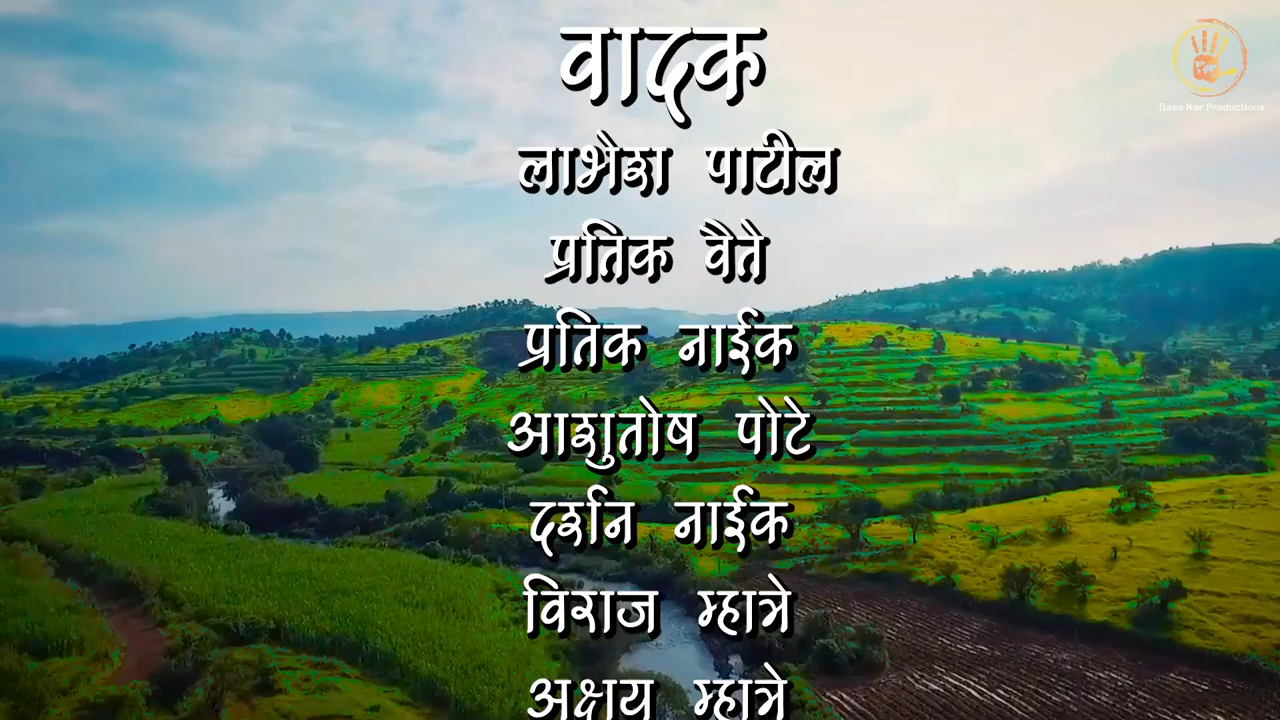 वादक
Baas Kar Productions
लाभैश पाटील
प्रतिक वैतै
प्रतिक नाईक
आशुतोष पोटे
दर्शन नाईक
विराज म्हात्रे
अक्षय म्हात्रे